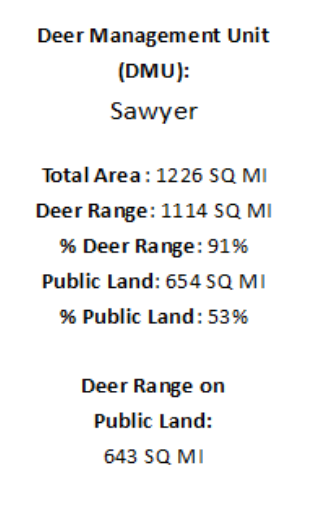 Deer Management Unit
(DMU):
Sawyer
Total Area : 1226 SQ MI
Deer Range: 1114 SQ MI
% Deer Range: 91%
Public Land: 654 SQ MI
% Public Land: 53%
Deer Range on
Public Land:
643 SQ MI